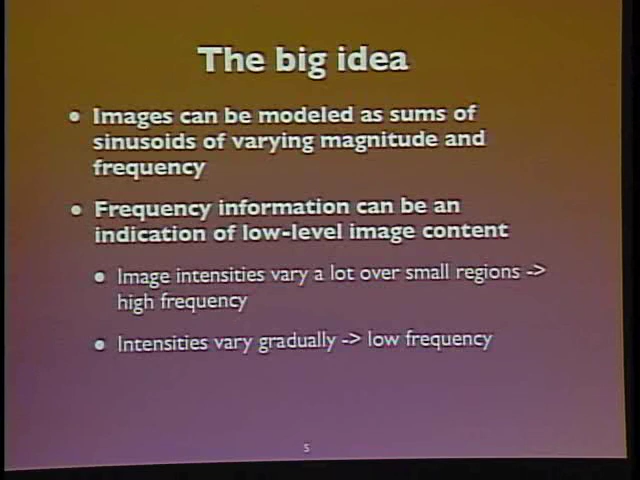 The big idea
• Images can be modeled as sums of
sinusoids of varying magnitude and
frequency
• Frequency information can be an
indication of low-level image content
• Image intensities vary a lot over small regions ->
high frequency
• Intensities vary gradually -> low frequency
5